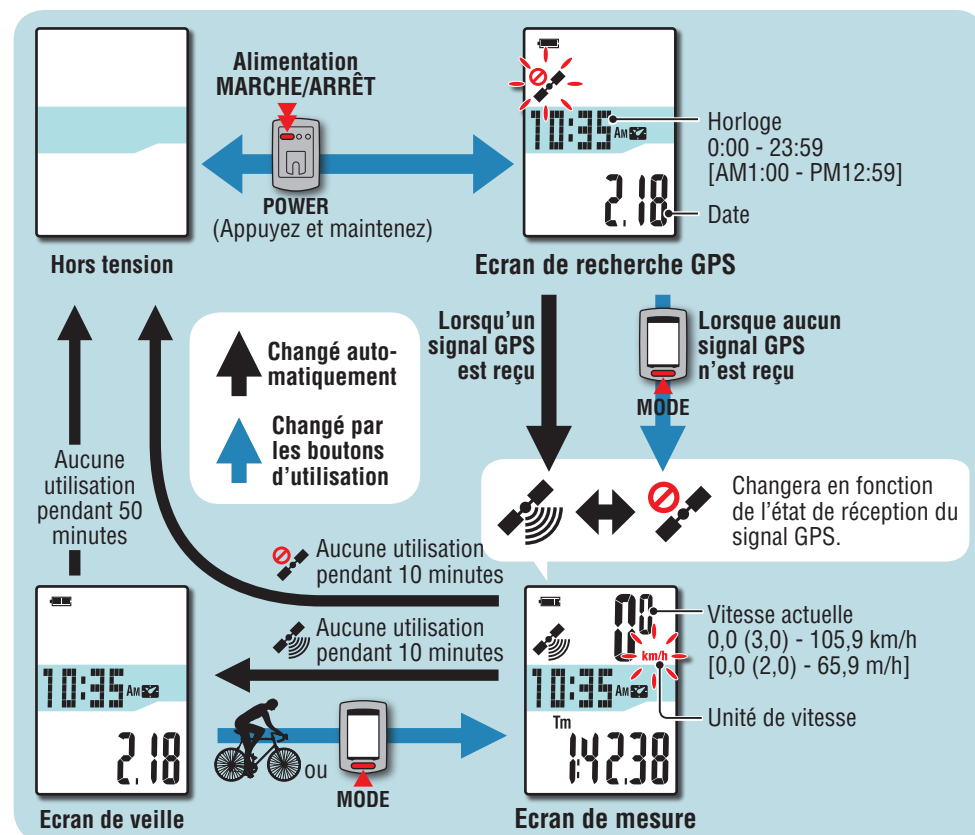 Alimentation
MARCHE/ARRÊT
POWER
(Appuyez et maintenez)
Hors tension
10:35 AM
2.18
Horloge
0:00 - 23:59
[AM1:00 - PM12:59]
Date
Ecran de recherche GPS
Changé auto-
matiquement
Changé par
les boutons
d'utilisation
Lorsqu'un
signal GPS
est reçu
Lorsque aucun
signal GPS
n'est reçu
MODE
Changera en fonction
de l'état de réception du
signal GPS.
Aucune
utilisation
pendant 50
minutes
Aucune utilisation
pendant 10 minutes
Aucune utilisation
pendant 10 minutes
10:35 AM
2.18
Ecran de veille
ou
MODE
0.0
km/h
10:35 AM
Tm
1:42.38
Vitesse actuelle
0,0 (3,0) - 105,9 km/h
[0,0 (2,0) - 65,9 m/h]
Unité de vitesse
Ecran de mesure